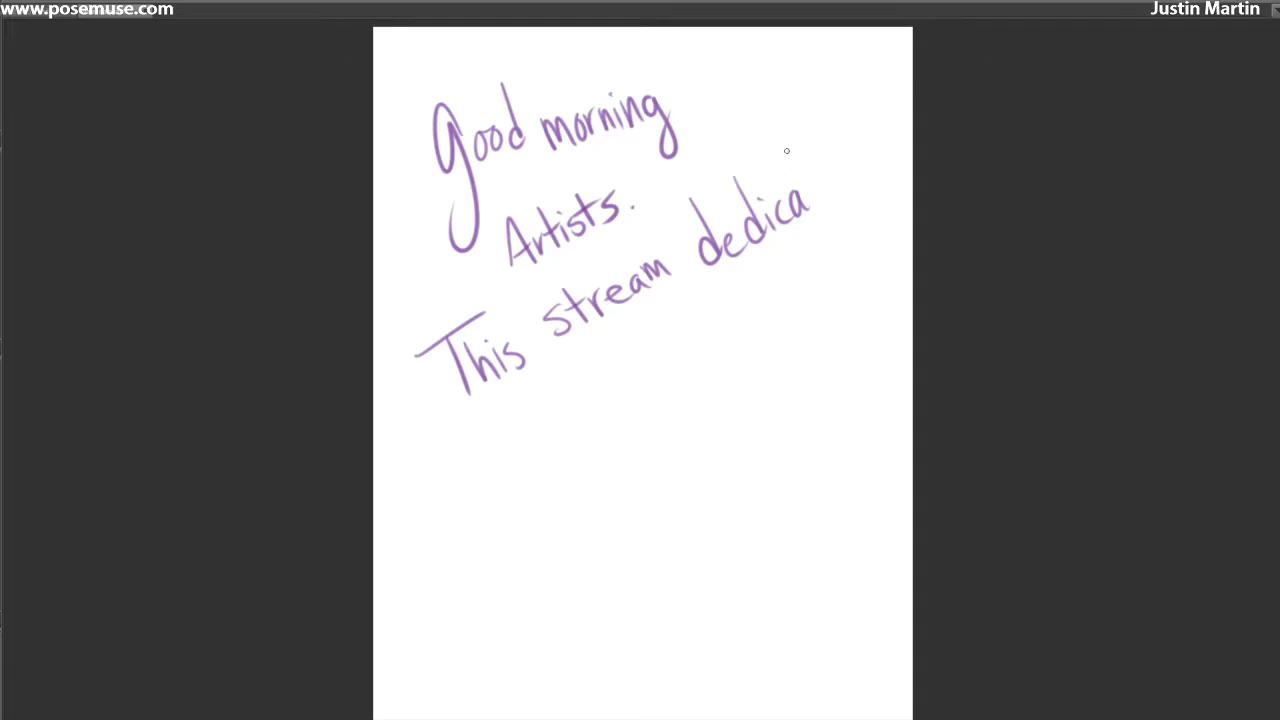 www.posemuse.com
Justin Martin
Good morning
Artists.
This stream dedica